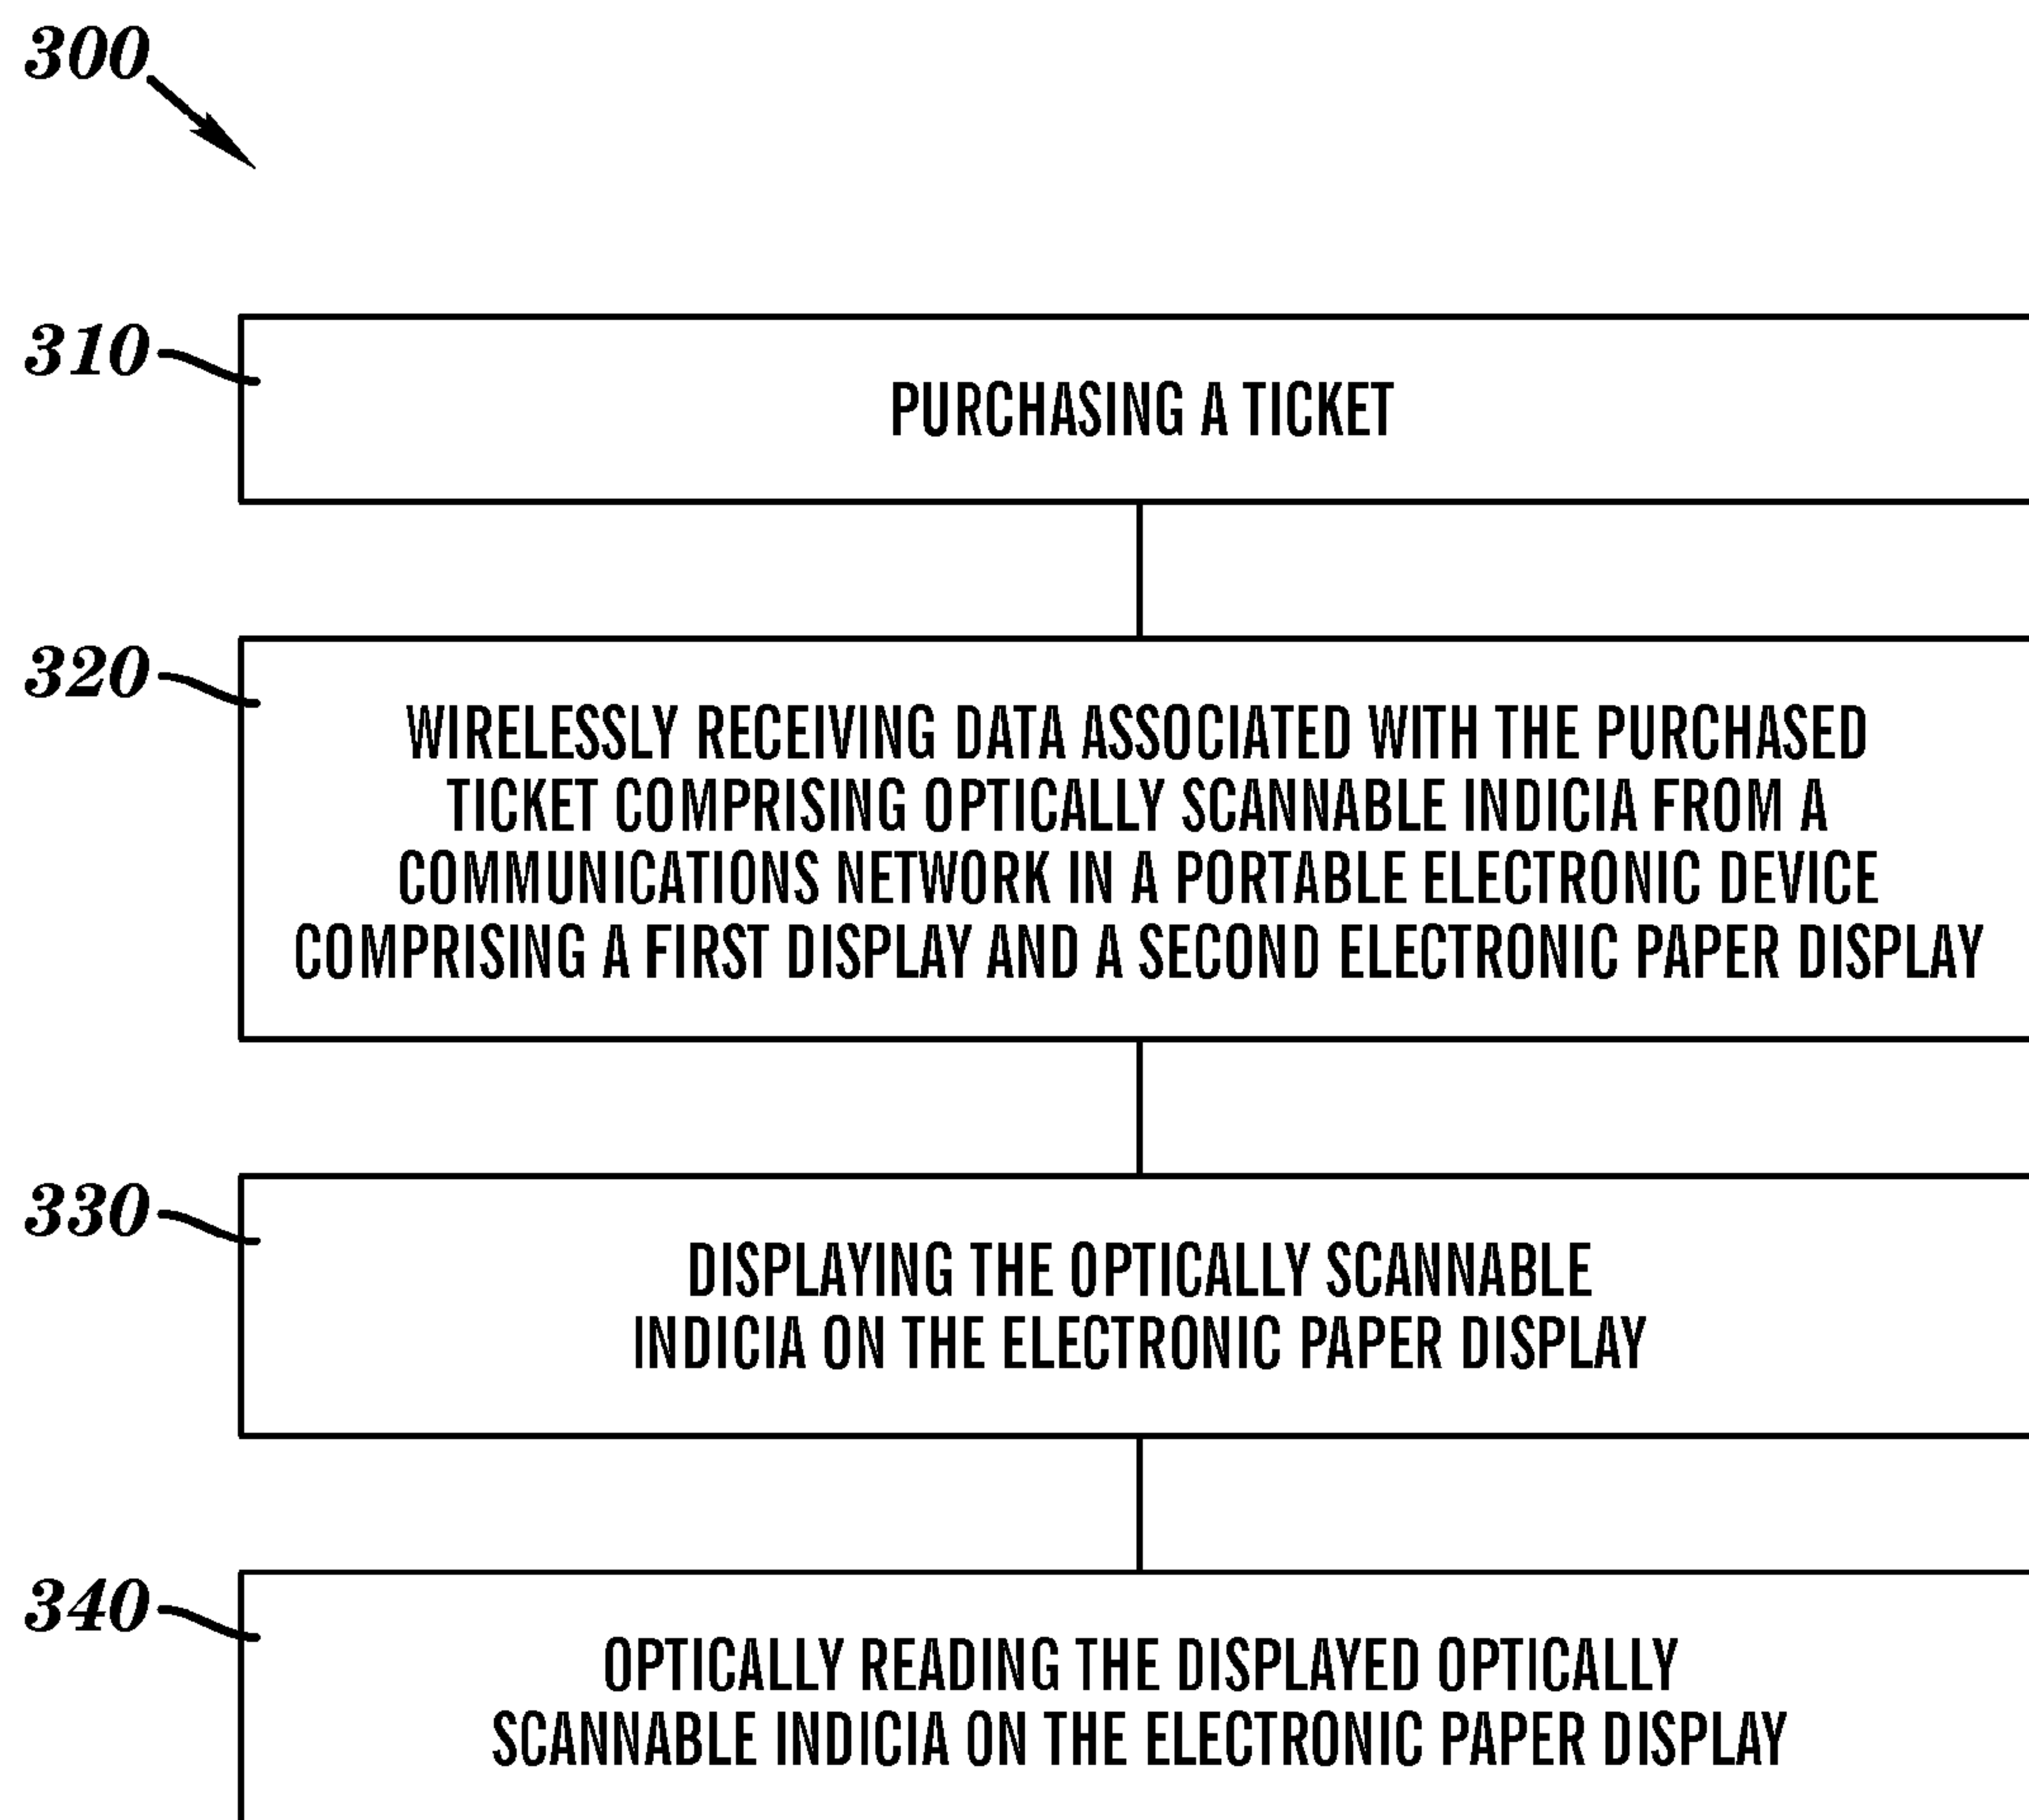 300
310
PURCHASING A TICKET
320
WIRELESSLY RECEIVING DATA ASSOCIATED WITH THE PURCHASED
TICKET COMPRISING OPTICALLY SCANNABLE INDICIA FROM A
COMMUNICATIONS NETWORK IN A PORTABLE ELECTRONIC DEVICE
COMPRISING A FIRST DISPLAY AND A SECOND ELECTRONIC PAPER DISPLAY
330
DISPLAYING THE OPTICALLY SCANNABLE
INDICIA ON THE ELECTRONIC PAPER DISPLAY
340
OPTICALLY READING THE DISPLAYED OPTICALLY
SCANNABLE INDICIA ON THE ELECTRONIC PAPER DISPLAY